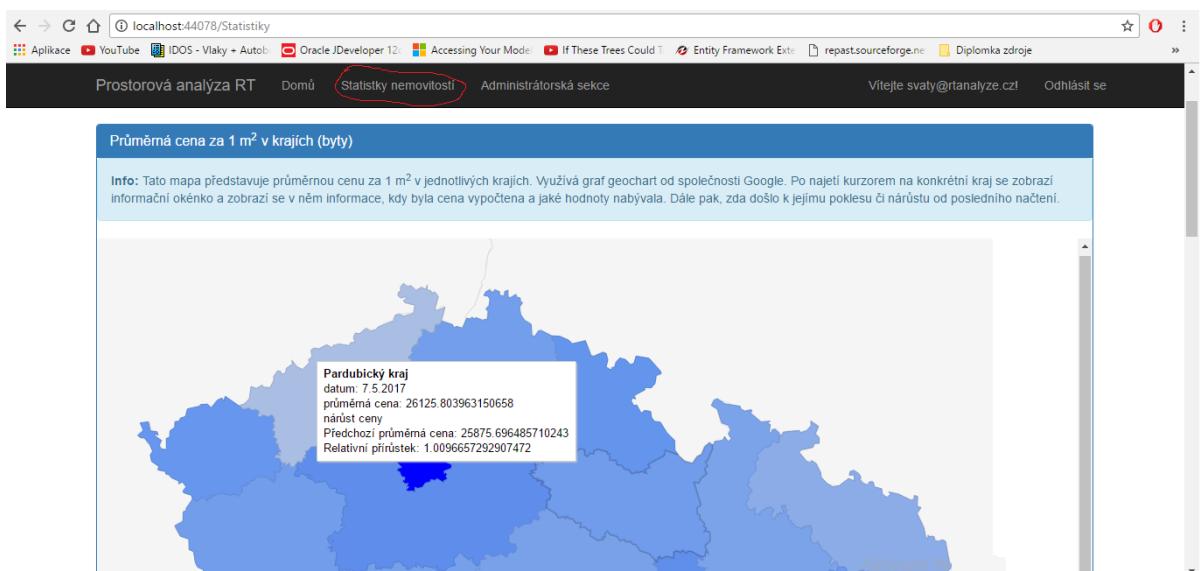 localhost:44078/Statistiky
Aplikace YouTube IDOS - Vlaky + Autob Oracle JDeveloper 12c Accessing Your Model If These Trees Could T Entity Framework Exte repast.sourceforge.ne Diplomka zdroje »
Prostorová analýza RT Domů Statistky nemovitostí Administrátorská sekce Vítejte svaty@rtanalyze.cz! Odhlásit se
Průměrná cena za 1 m² v krajích (byty)
Info: Tato mapa představuje průměrnou cenu za 1 m² v jednotlivých krajích. Využívá graf geochart od společnosti Google. Po najetí kurzorem na konkrétní kraj se zobrazí
informační okénko a zobrazí se v něm informace, kdy byla cena vypočtena a jaké hodnoty nabývala. Dále pak, zda došlo k jejímu poklesu či nárůstu od posledního načtení.
Pardubický kraj
datum: 7.5.2017
průměrná cena: 26125.803963150658
nárůst ceny
Předchozí průměrná cena: 25875.696485710243
Relativní přírůstek: 1.0096657292907472